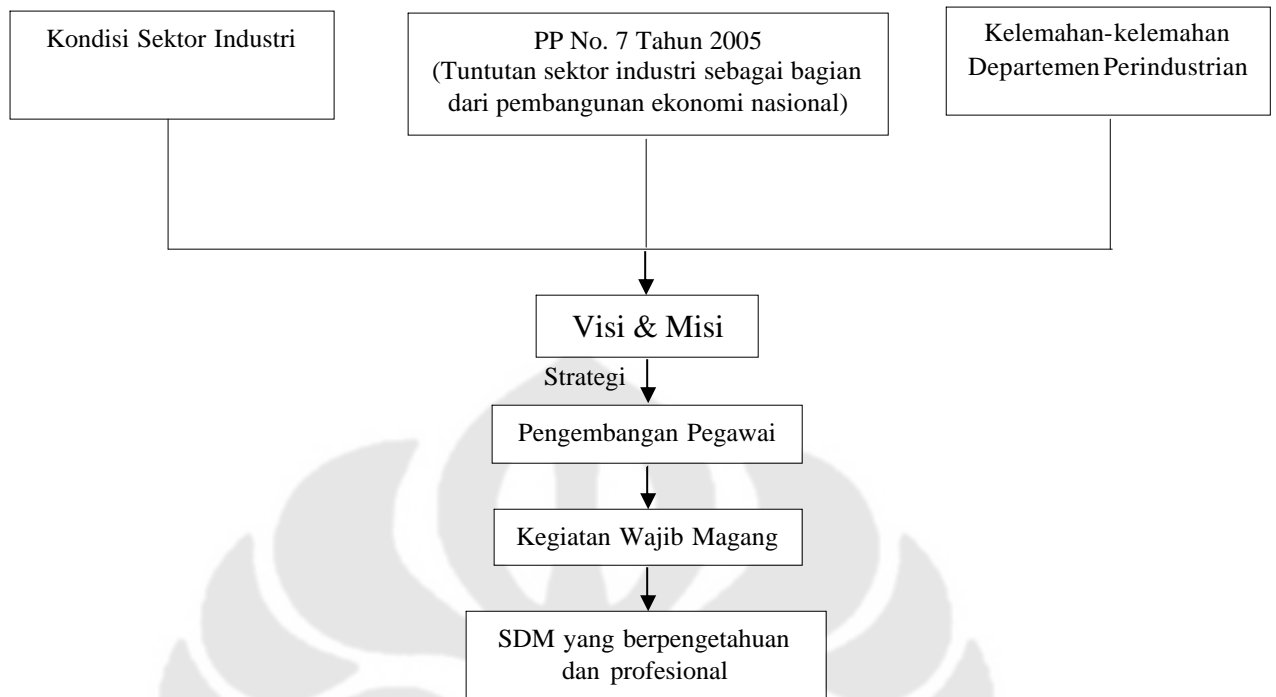 Kondisi Sektor Industri
PP No. 7 Tahun 2005
(Tuntutan sektor industri sebagai bagian
dari pembangunan ekonomi nasional)
Kelemahan-kelemahan
Departemen Perindustrian
Visi & Misi
Strategi
Pengembangan Pegawai
Kegiatan Wajib Magang
SDM yang berpengetahuan
dan profesional